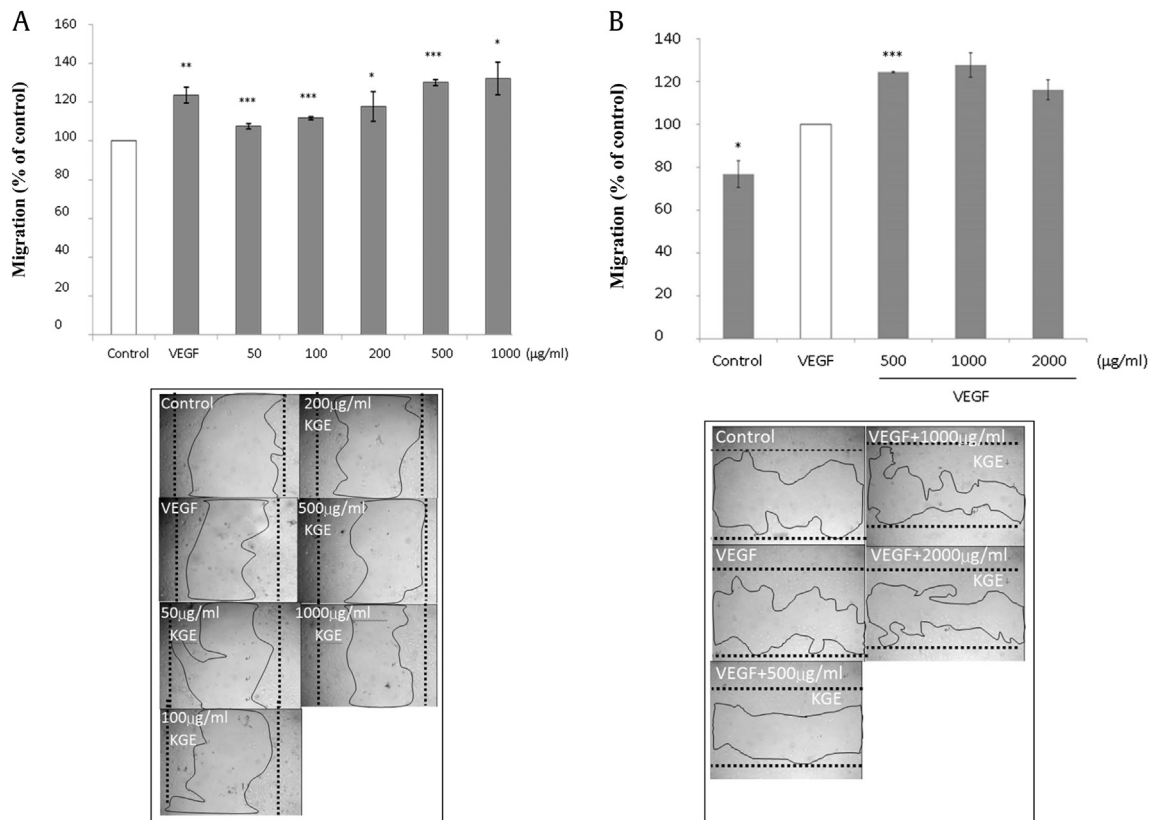 A
Migration (% of control)
160
140
120
100
80
60
40
20
0
**
***
***
*
***
*
Control VEGF 50 100 200 500 1000 (μg/ml)
Control
200μg/ml
KGE
VEGF
500μg/ml
KGE
50μg/ml
KGE
1000μg/ml
KGE
100μg/ml
KGE
B
Migration (% of control)
140
120
100
80
60
40
20
0
*
***
Control VEGF 500 1000 2000 (μg/ml)
VEGF
Control
VEGF+1000μg/ml
KGE
VEGF
VEGF+2000μg/ml
KGE
VEGF+500μg/ml
KGE